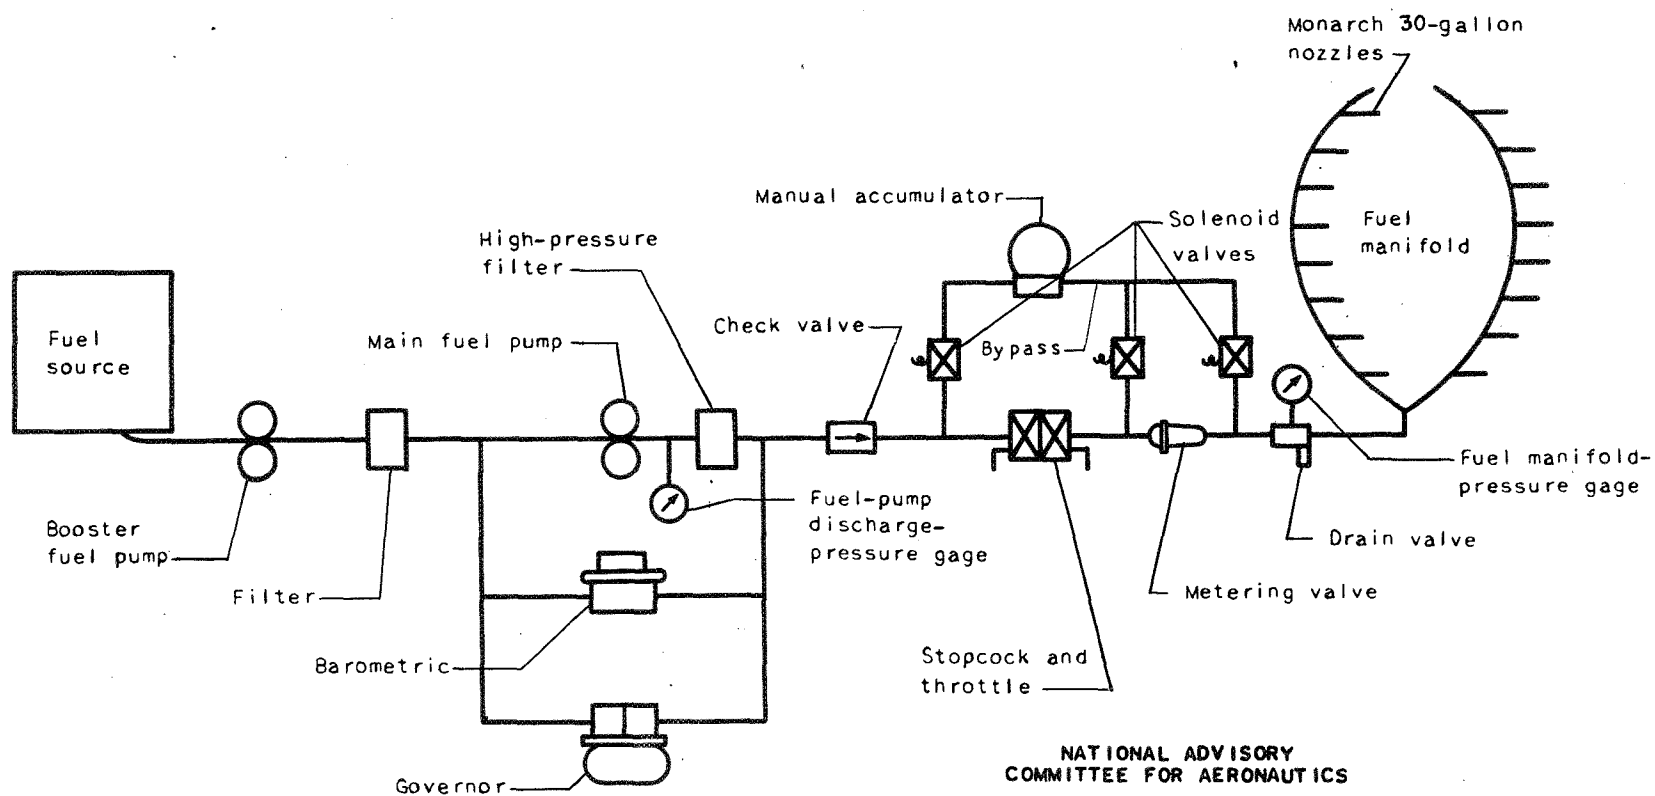 Monarch 30-gallon
nozzles
Manual accumulator
Solenoid
valves
Fuel
manifold
High-pressure
filter
Fuel
source
Main fuel pump
Check valve
Bypass
Booster
fuel pump
Filter
Fuel-pump
discharge-
pressure gage
Fuel manifold-
pressure gage
Drain valve
Metering valve
Barometric
Stopcock and
throttle
Governor
NATIONAL ADVISORY
COMMITTEE FOR AERONAUTICS